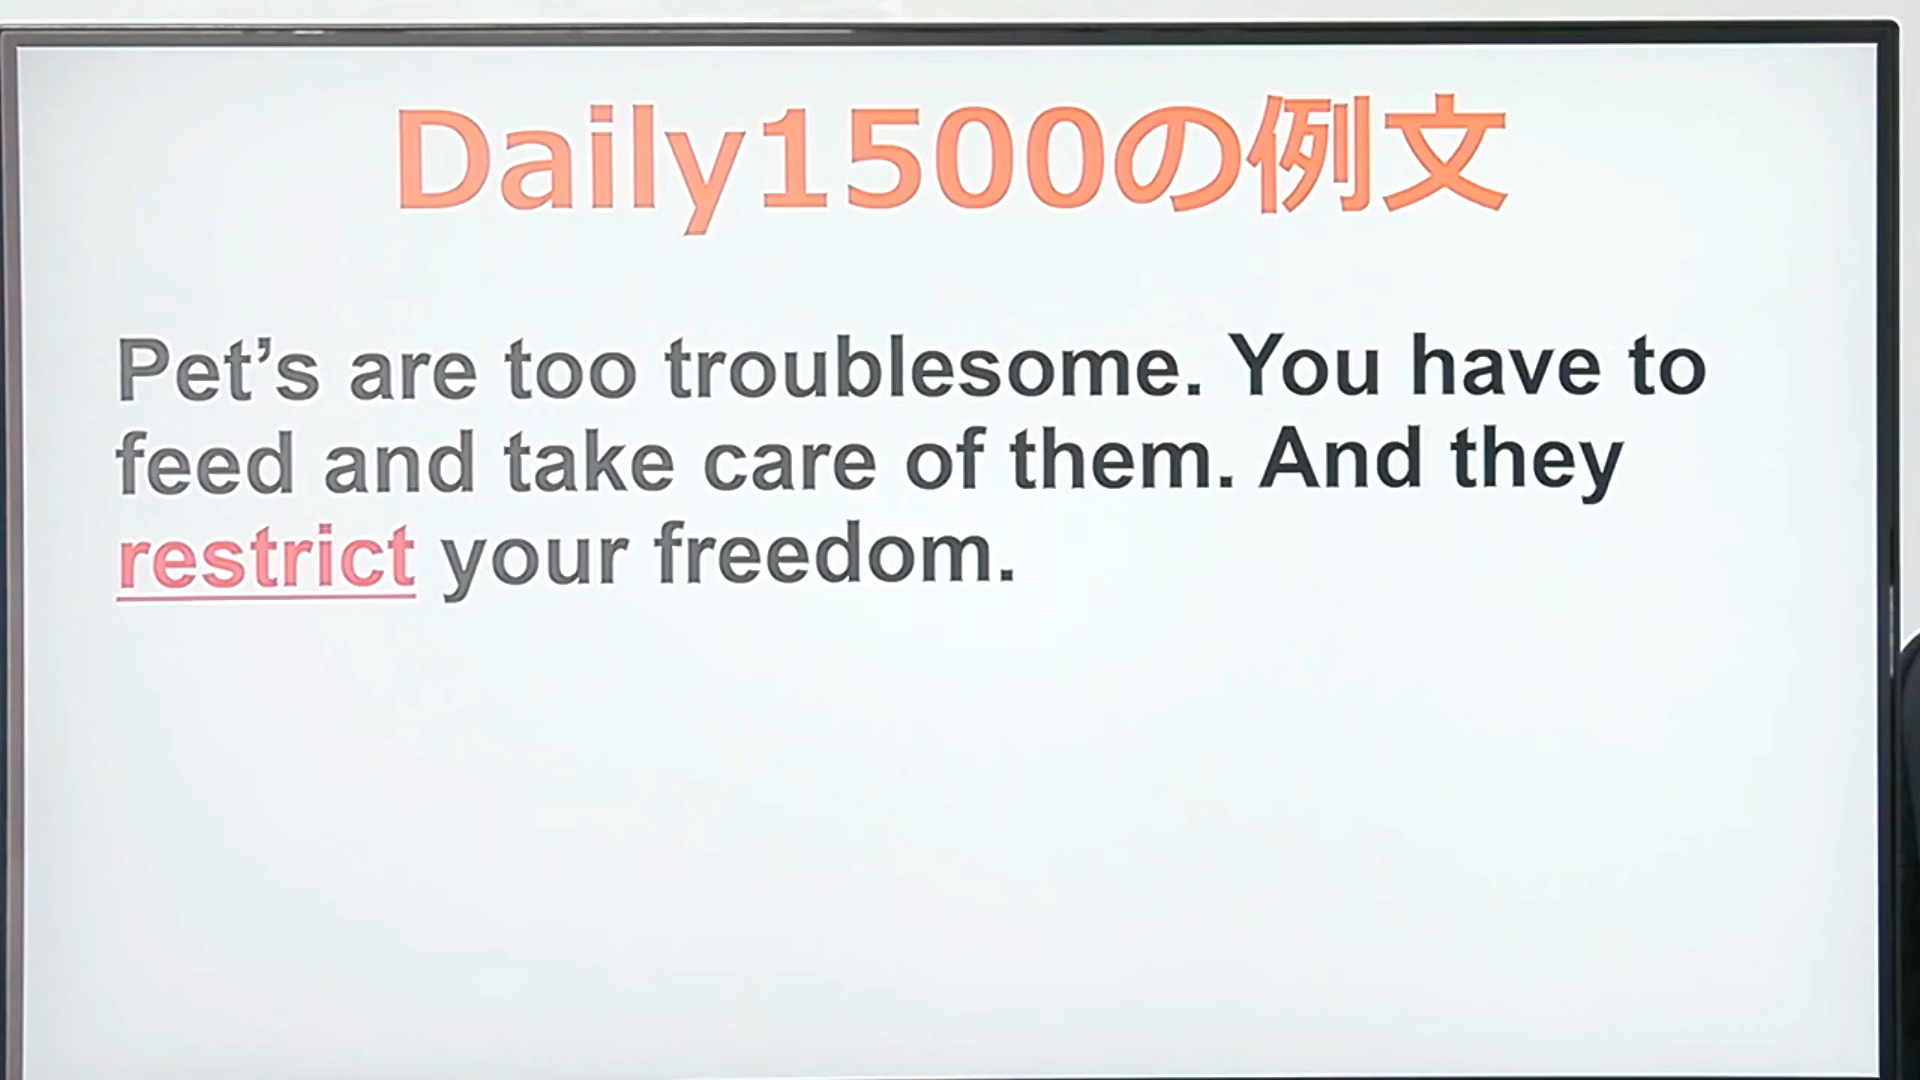 Daily1500の例文
Pet’s are too troublesome. You have to
feed and take care of them. And they
restrict your freedom.